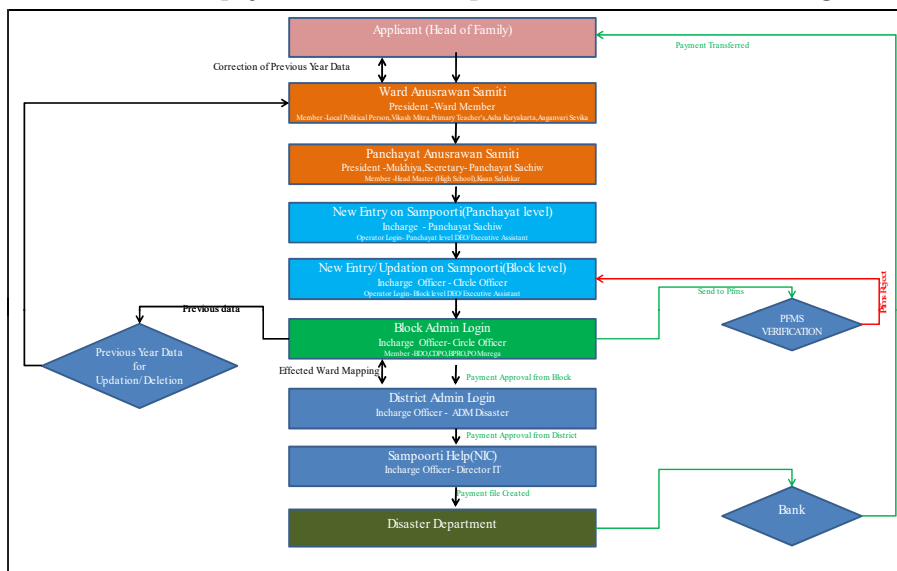 Applicant (Head of Family)
Payment Transferred
Correction of Previous Year Data
Ward Anusrawan Samiti
President -Ward Member
Member -Local Political Person,Vikash Mitra,Primary Teacher's,Asha Karyakarta,Aaganvari Sevika
Panchayat Anusrawan Samiti
President -Mukhiya,Secretary- Panchayat Sachiw
Member -Head Master (High School),Kisan Salahkar
New Entry on Sampoorti(Panchayat level)
Incharge - Panchayat Sachiw
Operator Login- Panchayat level DEO/Executive Assistant
New Entry/Updation on Sampoorti(Block level)
Incharge Officer - CIrcle Officer
Operator Login- Block level DEO/Executive Assistant
Pfms Reject
Previous data
Send to Pfms
Block Admin Login
Incharge Officer- Circle Officer
Member -BDO,CDPO,BPRO,PO Mnrega
PFMS
VERIFICATION
Previous Year Data
for
Updation/Deletion
Effected Ward Mapping
Payment Approval from Block
District Admin Login
Incharge Officer - ADM Disaster
Payment Approval from District
Sampoorti Help(NIC)
Incharge Officer- Director IT
Payment file Created
Disaster Department
Bank